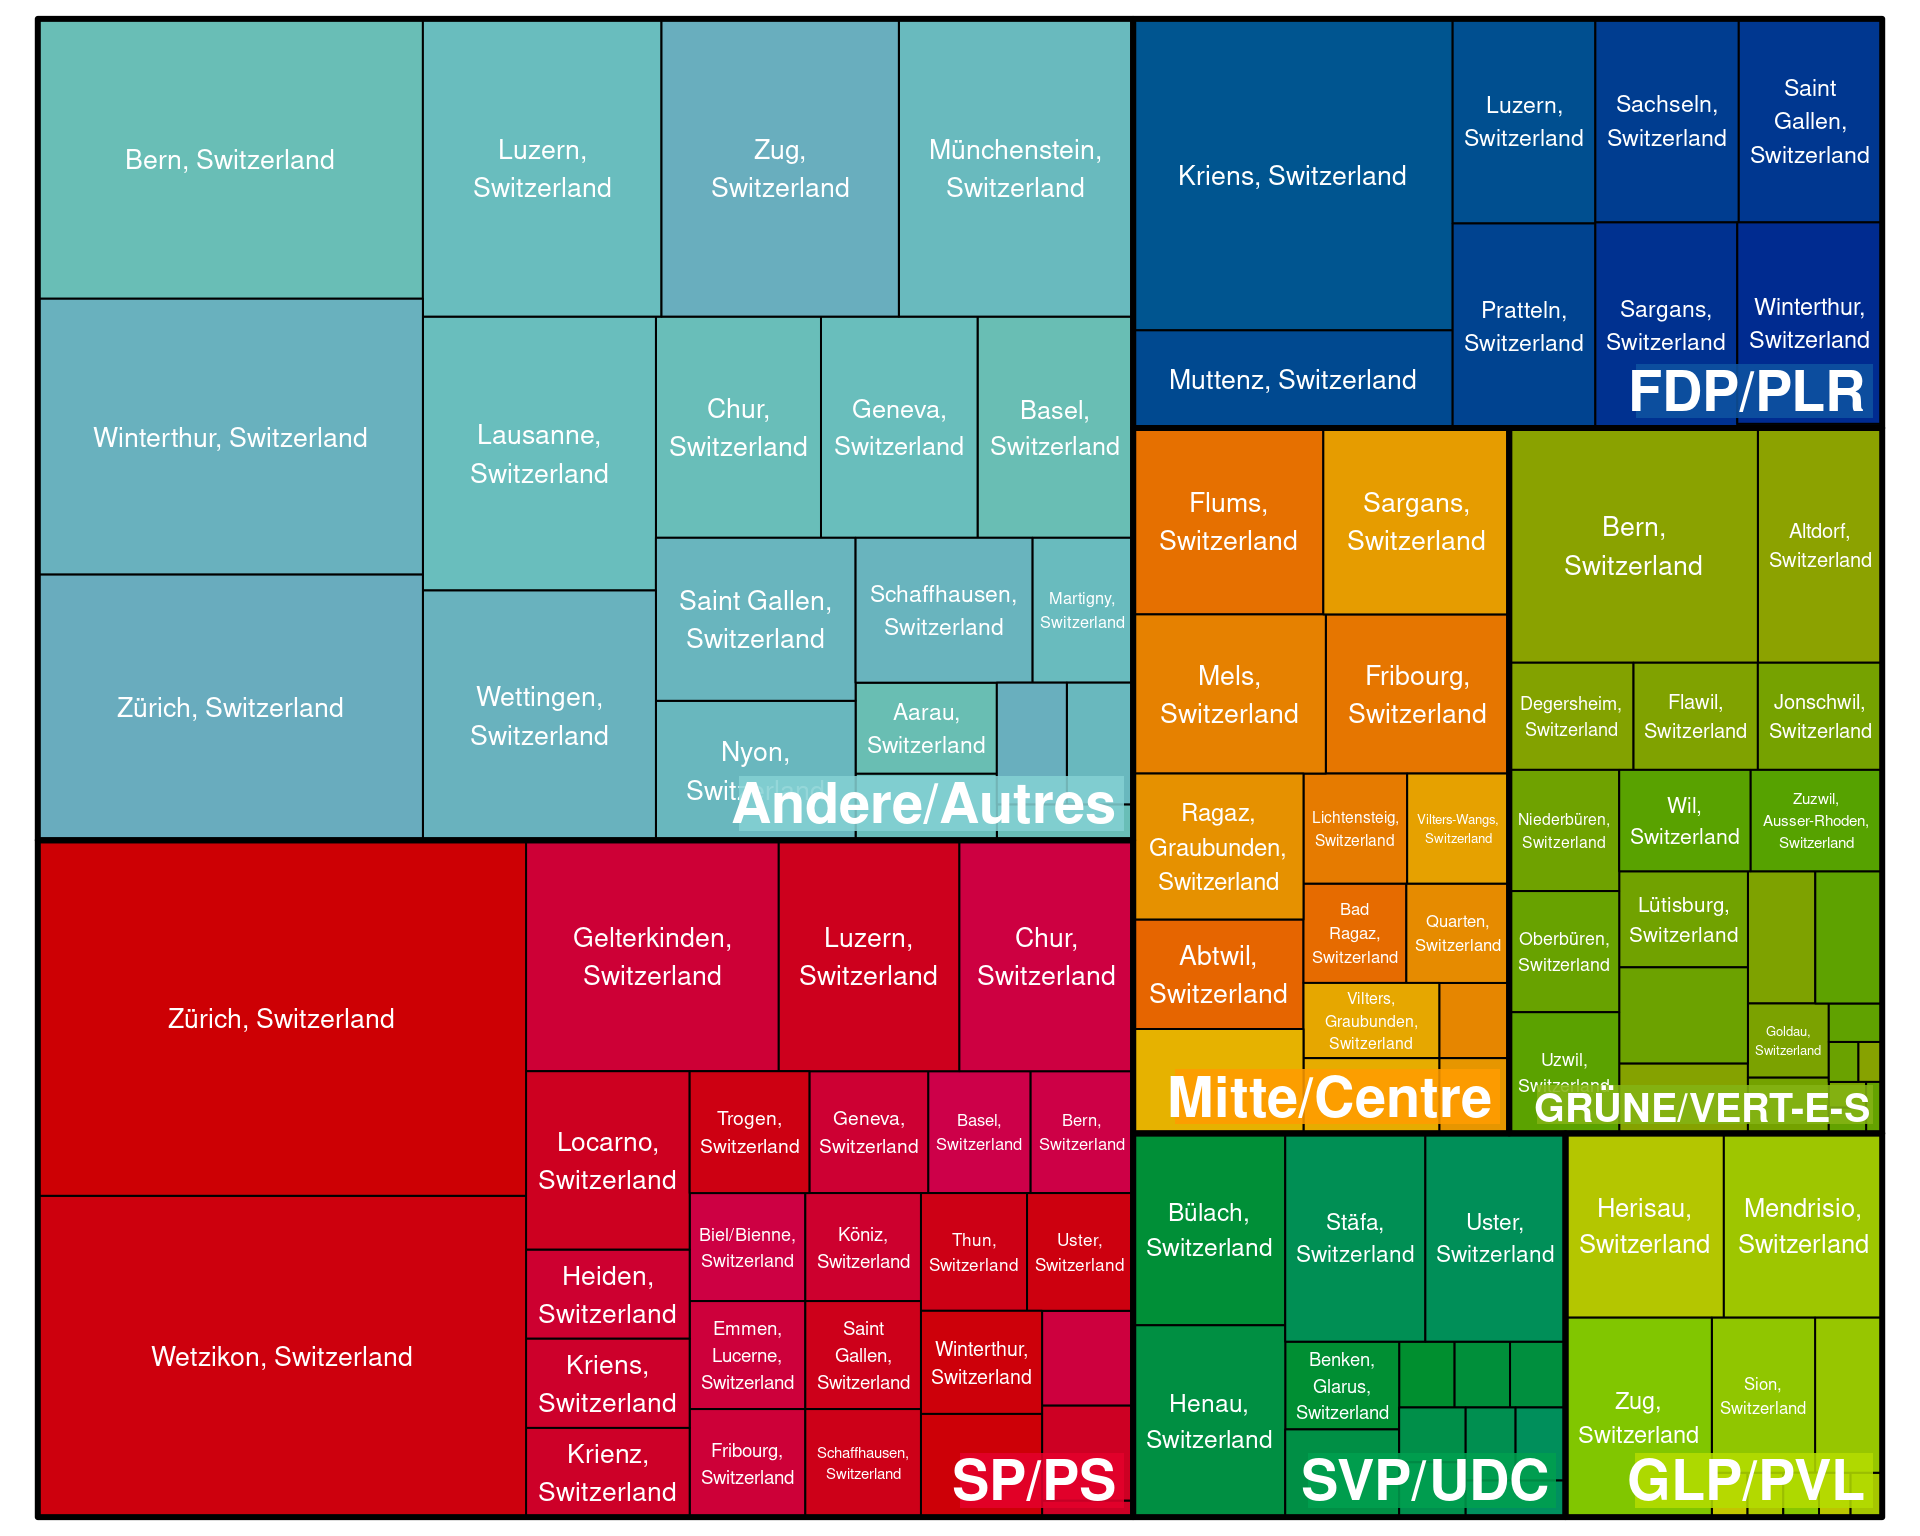 Bern, Switzerland
Luzern,
Switzerland
Zug,
Switzerland
Münchenstein,
Switzerland
Winterthur, Switzerland
Zürich, Switzerland
Lausanne,
Switzerland
Chur,
Switzerland
Geneva,
Switzerland
Basel,
Switzerland
Wettingen,
Switzerland
Saint Gallen,
Switzerland
Schaffhausen,
Switzerland
Martigny,
Switzerland
Nyon,
Switzerland
Aarau,
Switzerland
Andere/Autres
Kriens, Switzerland
Muttenz, Switzerland
Luzern,
Switzerland
Sachseln,
Switzerland
Saint
Gallen,
Switzerland
Pratteln,
Switzerland
Sargans,
Switzerland
Winterthur,
Switzerland
FDP/PLR
Flums,
Switzerland
Sargans,
Switzerland
Mels,
Switzerland
Fribourg,
Switzerland
Ragaz,
Graubunden,
Switzerland
Lichtensteig,
Switzerland
Vilters-Wangs,
Switzerland
Bad
Ragaz,
Switzerland
Quarten,
Switzerland
Abtwil,
Switzerland
Vilters,
Graubunden,
Switzerland
Mitte/Centre
Bern,
Switzerland
Altdorf,
Switzerland
Degersheim,
Switzerland
Flawil,
Switzerland
Jonschwil,
Switzerland
Niederbüren,
Switzerland
Wil,
Switzerland
Zuzwil,
Ausser-Rhoden,
Switzerland
Oberbüren,
Switzerland
Lütisburg,
Switzerland
Goldau,
Switzerland
Uzwil,
Switzerland
GRÜNE/VERT-E-S
Zürich, Switzerland
Wetzikon, Switzerland
Gelterkinden,
Switzerland
Luzern,
Switzerland
Chur,
Switzerland
Locarno,
Switzerland
Trogen,
Switzerland
Geneva,
Switzerland
Basel,
Switzerland
Bern,
Switzerland
Heiden,
Switzerland
Kriens,
Switzerland
Krienz,
Switzerland
Biel/Bienne,
Switzerland
Köniz,
Switzerland
Thun,
Switzerland
Uster,
Switzerland
Emmen,
Lucerne,
Switzerland
Saint
Gallen,
Switzerland
Winterthur,
Switzerland
Fribourg,
Switzerland
Schaffhausen,
Switzerland
SP/PS
Bülach,
Switzerland
Stäfa,
Switzerland
Uster,
Switzerland
Henau,
Switzerland
Benken,
Glarus,
Switzerland
SVP/UDC
Herisau,
Switzerland
Mendrisio,
Switzerland
Zug,
Switzerland
Sion,
Switzerland
GLP/PVL